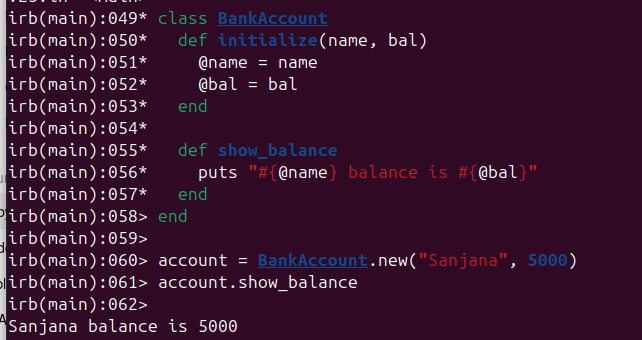 irb(main):049* class BankAccount
irb(main):050*   def initialize(name, bal)
irb(main):051*     @name = name
irb(main):052*     @bal = bal
irb(main):053*   end
irb(main):054*
irb(main):055*   def show_balance
irb(main):056*     puts "#{@name} balance is #{@bal}"
irb(main):057*   end
irb(main):058> end
irb(main):059>
irb(main):060> account = BankAccount.new("Sanjana", 5000)
irb(main):061> account.show_balance
irb(main):062>
Sanjana balance is 5000